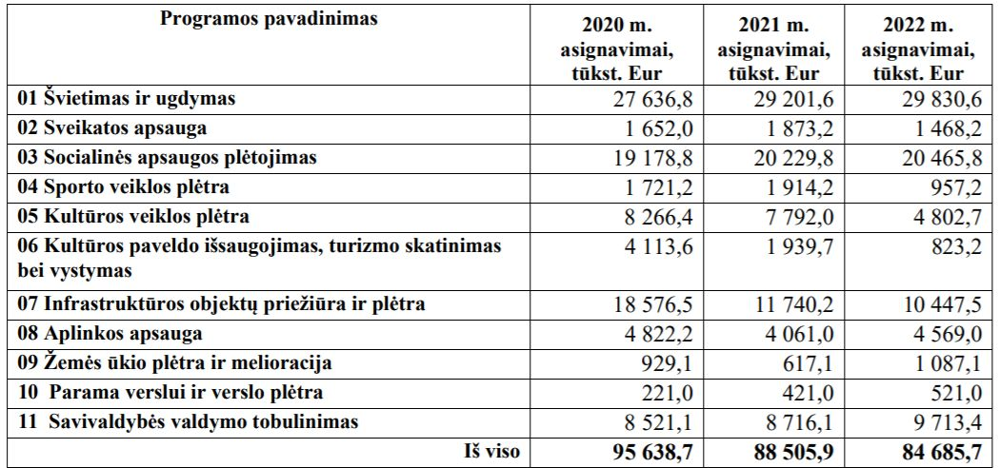 Programos pavadinimas 2020 m. asignavimai, tūkst. Eur 2021 m. asignavimai, tūkst. Eur 2022 m. asignavimai, tūkst. Eur
01 Švietimas ir ugdymas 27 636,8 29 201,6 29 830,6
02 Sveikatos apsauga 1 652,0 1 873,2 1 468,2
03 Socialinės apsaugos plėtojimas 19 178,8 20 229,8 20 465,8
04 Sporto veiklos plėtra 1 721,2 1 914,2 957,2
05 Kultūros veiklos plėtra 8 266,4 7 792,0 4 802,7
06 Kultūros paveldo išsaugojimas, turizmo skatinimas 4 113,6 1 939,7 823,2
bei vystymas
07 Infrastruktūros objektų priežiūra ir plėtra 18 576,5 11 740,2 10 447,5
08 Aplinkos apsauga 4 822,2 4 061,0 4 569,0
09 Žemės ūkio plėtra ir melioracija 929,1 617,1 1 087,1
10 Parama verslui ir verslo plėtra 221,0 421,0 521,0
11 Savivaldybės valdymo tobulinimas 8 521,1 8 716,1 9 713,4
Iš viso 95 638,7 88 505,9 84 685,7